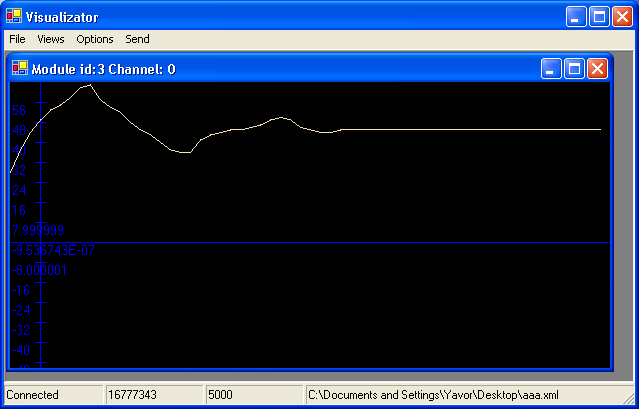 Visualizator
File Views Options Send
Module id:3 Channel: 0
56
48
40
32
24
16
7.999999
-9.536743E-07
-8.000001
-16
-24
-32
-40
Connected 16777343 5000 C:\Documents and Settings\Yavor\Desktop\aaa.xml